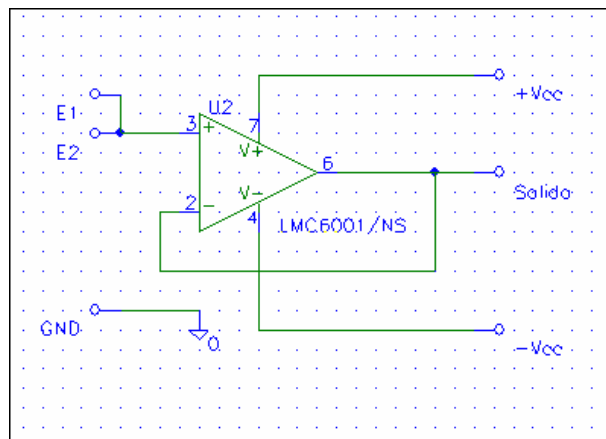 E1
E2
U2
3
+
7
V+
6
+Vcc
Salida
2
-
V-
4
LMC6001/NS
GND
0
-Vcc